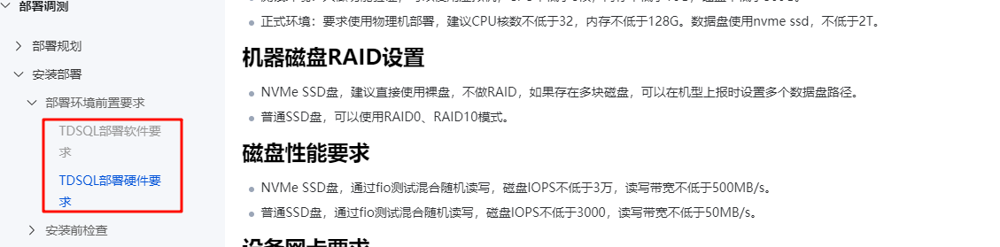 部署调测
部署规划
安装部署
部署环境前置要求
TDSQL部署软件要
求
TDSQL部署硬件要
求
安装前检查
正式环境：要求使用物理机部署，建议CPU核数不低于32，内存不低于128G。数据盘使用nvme ssd，不低于2T。
机器磁盘RAID设置
NVMe SSD盘，建议直接使用裸盘，不做RAID，如果存在多块磁盘，可以在机型上报时设置多个数据盘路径。
普通SSD盘，可以使用RAID0、RAID10模式。
磁盘性能要求
NVMe SSD盘，通过fio测试混合随机读写，磁盘IOPS不低于3万，读写带宽不低于500MB/s。
普通SSD盘，通过fio测试混合随机读写，磁盘IOPS不低于3000，读写带宽不低于50MB/s。
设备网卡要求